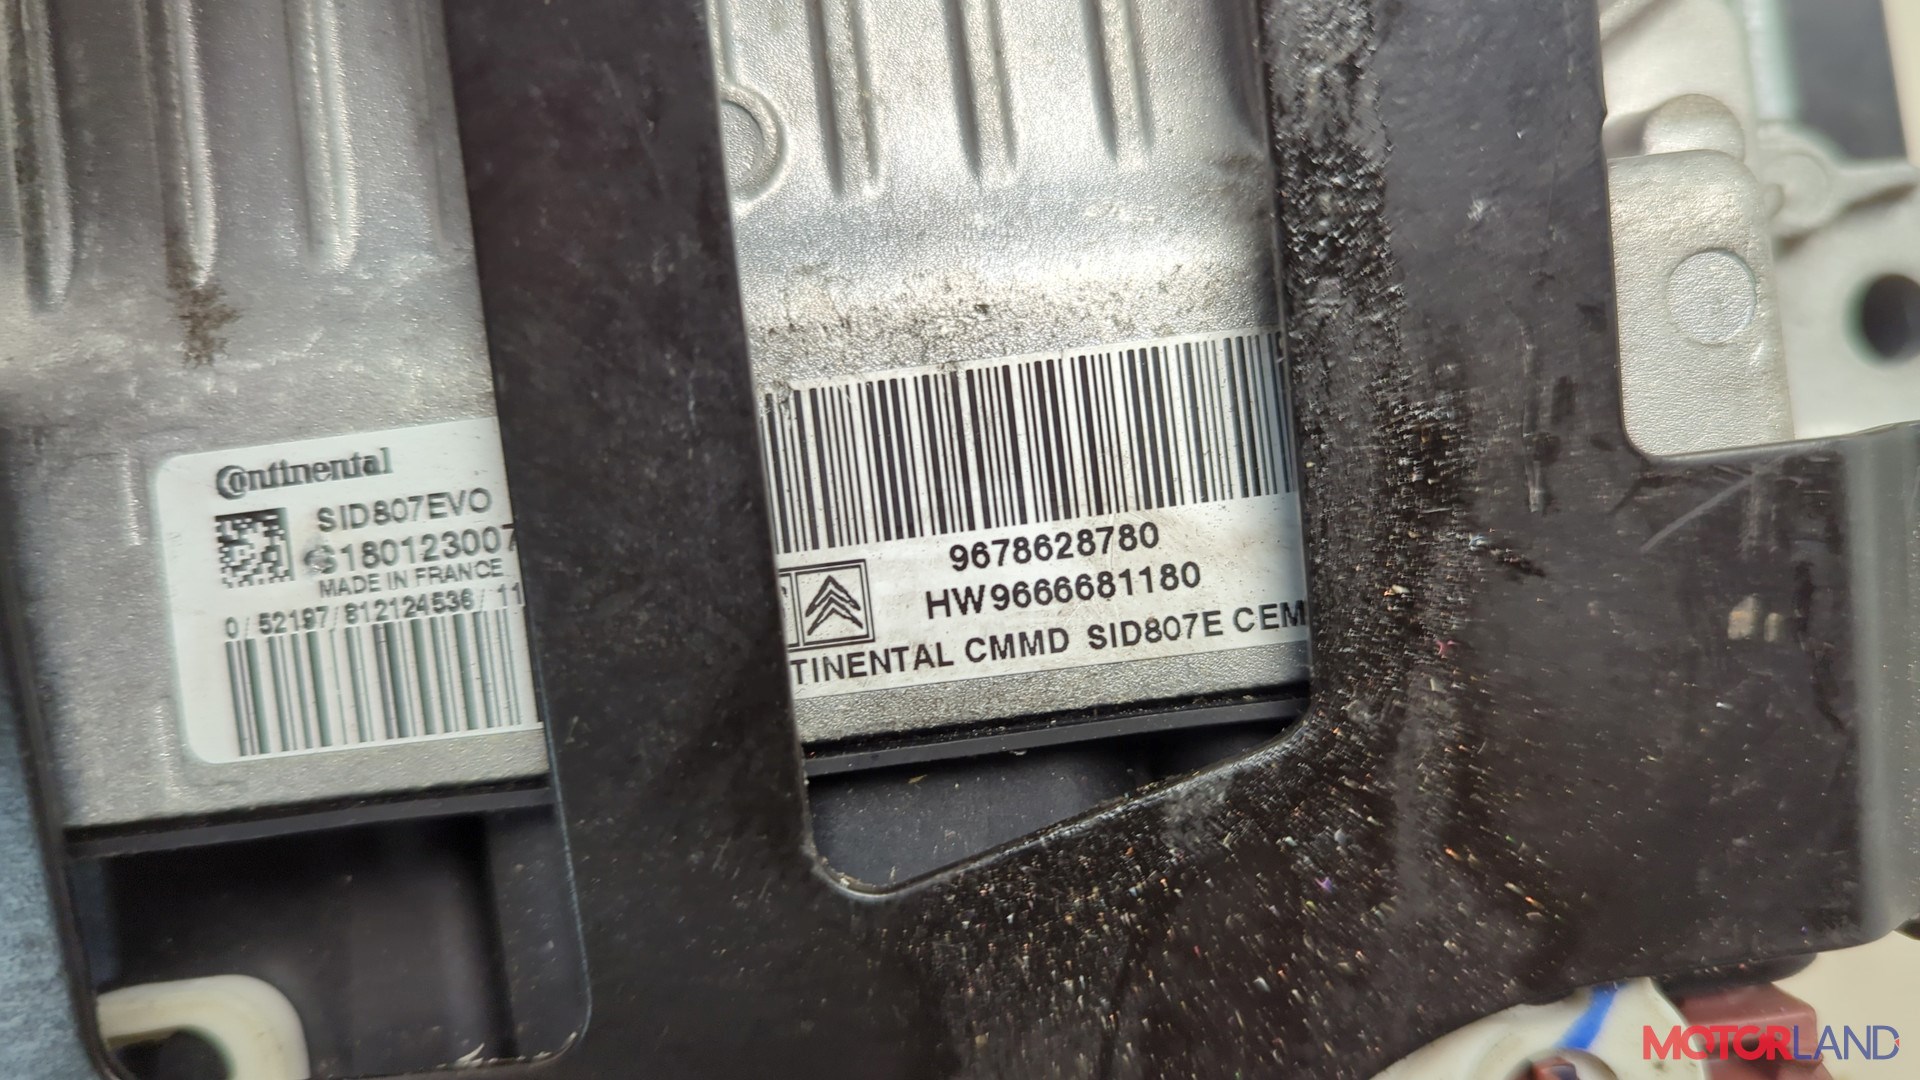 Continental
SID807EVO
S180123007
MADE IN FRANCE
0/52197/812124536/11
9678628780
HW9666681180
TINENTAL CMMD SID807E CEM
MOTORLAND